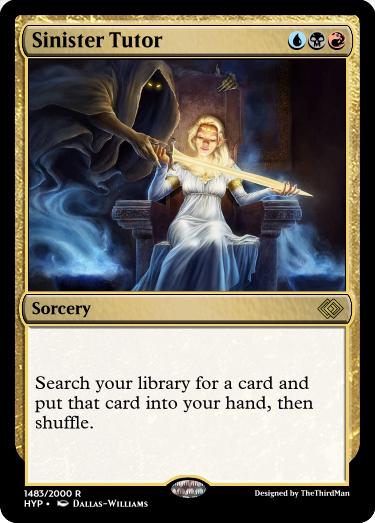 Sinister Tutor
Sorcery
Search your library for a card and
put that card into your hand, then
shuffle.
1483/2000 R
HYP • Dallas-Williams
Designed by TheThirdMan